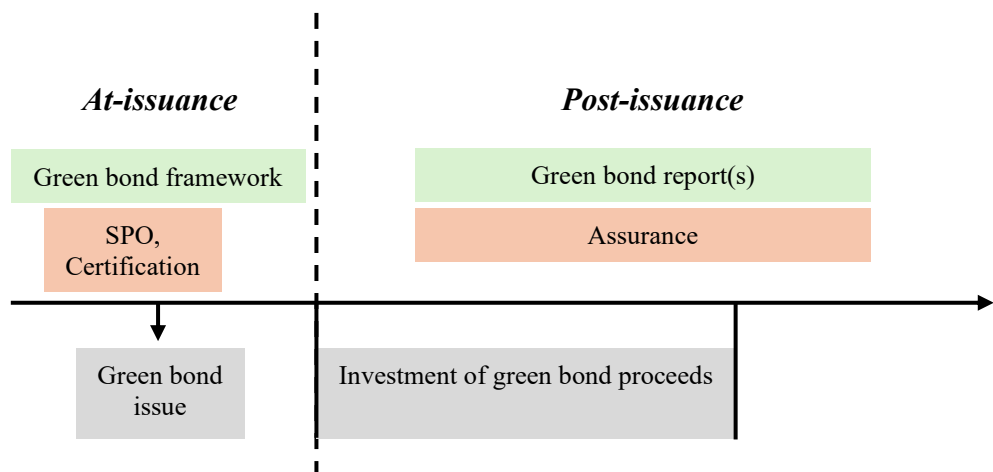 At-issuance
Post-issuance
Green bond framework
Green bond report(s)
SPO,
Certification
Assurance
Green bond
issue
Investment of green bond proceeds